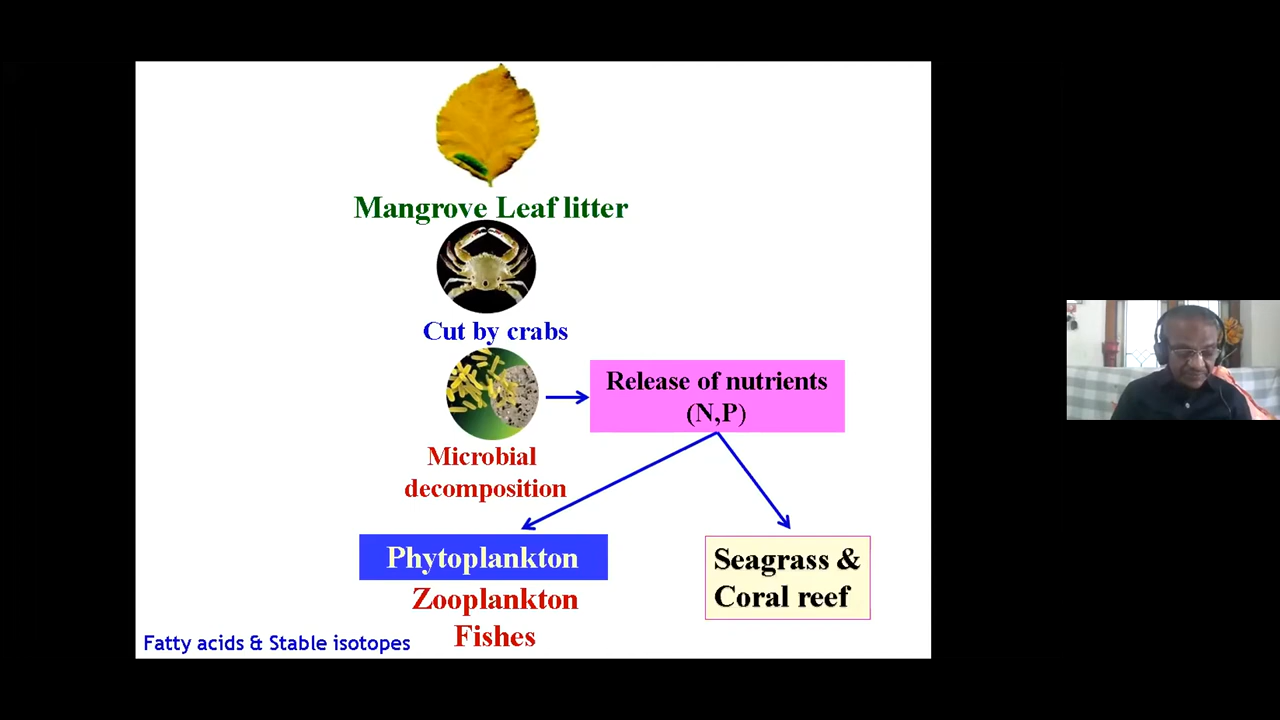 Mangrove Leaf litter
Cut by crabs
Release of nutrients
(N,P)
Microbial
decomposition
Phytoplankton
Zooplankton
Fishes
Seagrass &
Coral reef
Fatty acids & Stable isotopes